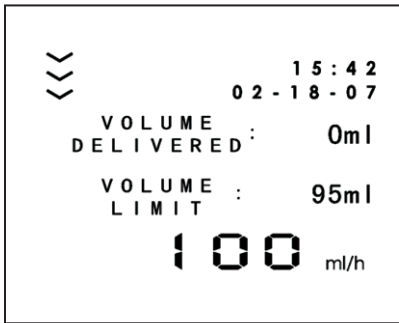 15:42
02-18-07
VOLUME
DELIVERED : 0ml
VOLUME
LIMIT : 95ml
100 ml/h